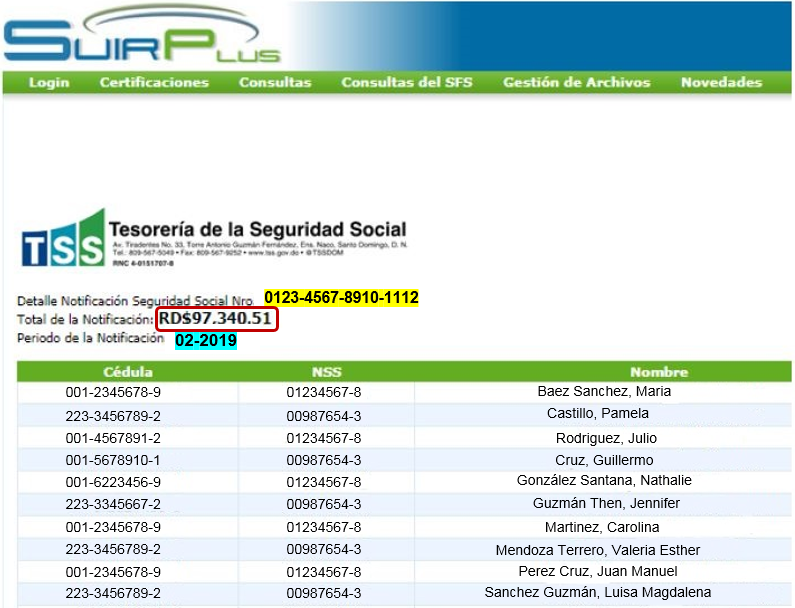 SUIRPLUS
Login Certificaciones Consultas Consultas del SFS Gestión de Archivos Novedades
TSS Tesorería de la Seguridad Social
Av. Tiradentes No. 33, Torre Antonio Guzmán Fernández, Ens. Naco, Santo Domingo, D. N.
Tel.: 809-567-5049 • Fax: 809-567-9252 • www.tss.gov.do • @TSSDOM
RNC 4-0151707-8
Detalle Notificación Seguridad Social Nro. 0123-4567-8910-1112
Total de la Notificación: RD$97.340.51
Periodo de la Notificación 02-2019
Cédula NSS Nombre
001-2345678-9 01234567-8 Baez Sanchez, Maria
223-3456789-2 00987654-3 Castillo, Pamela
001-4567891-2 01234567-8 Rodriguez, Julio
001-5678910-1 00987654-3 Cruz, Guillermo
001-6223456-9 01234567-8 González Santana, Nathalie
223-3345667-2 00987654-3 Guzmán Then, Jennifer
001-2345678-9 01234567-8 Martinez, Carolina
223-3456789-2 00987654-3 Mendoza Terrero, Valeria Esther
001-2345678-9 01234567-8 Perez Cruz, Juan Manuel
223-3456789-2 00987654-3 Sanchez Guzmán, Luisa Magdalena